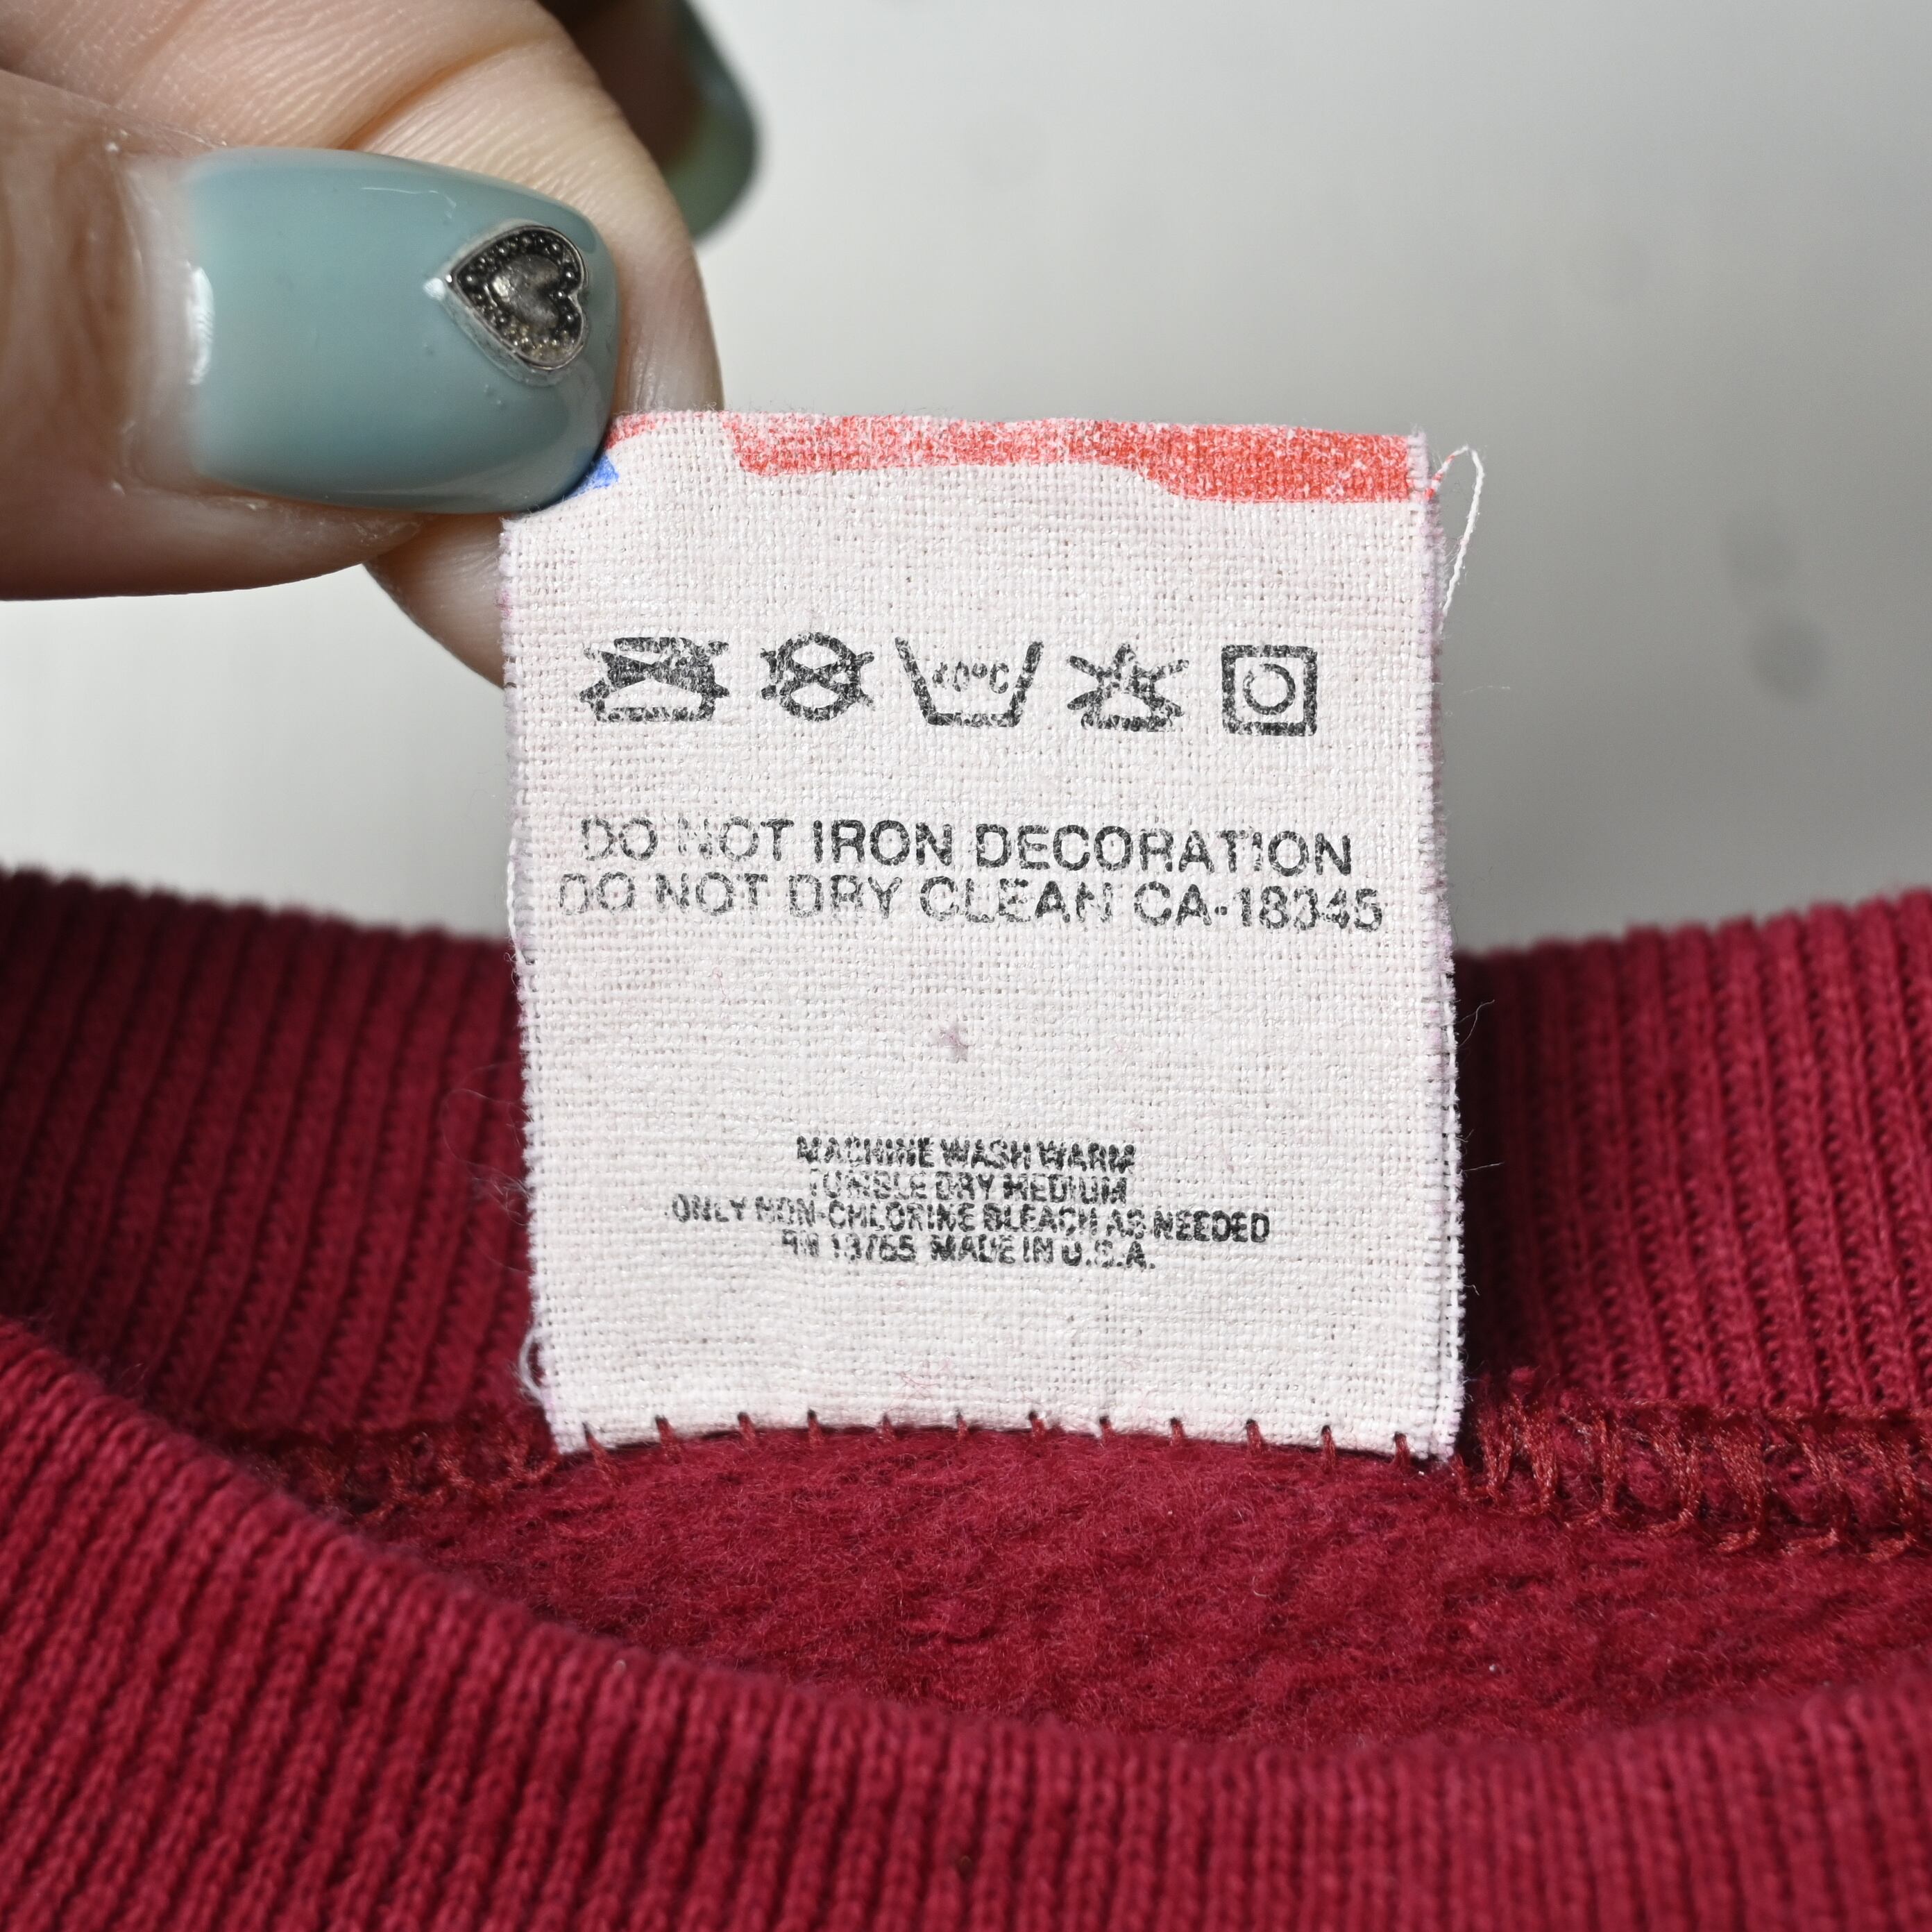 40ºC
DO NOT IRON DECORATION
DO NOT DRY CLEAN CA-18345
MACHINE WASH WARM
TUMBLE DRY MEDIUM
ONLY NON-CHLORINE BLEACH AS NEEDED
RN 13765 MADE IN U.S.A.